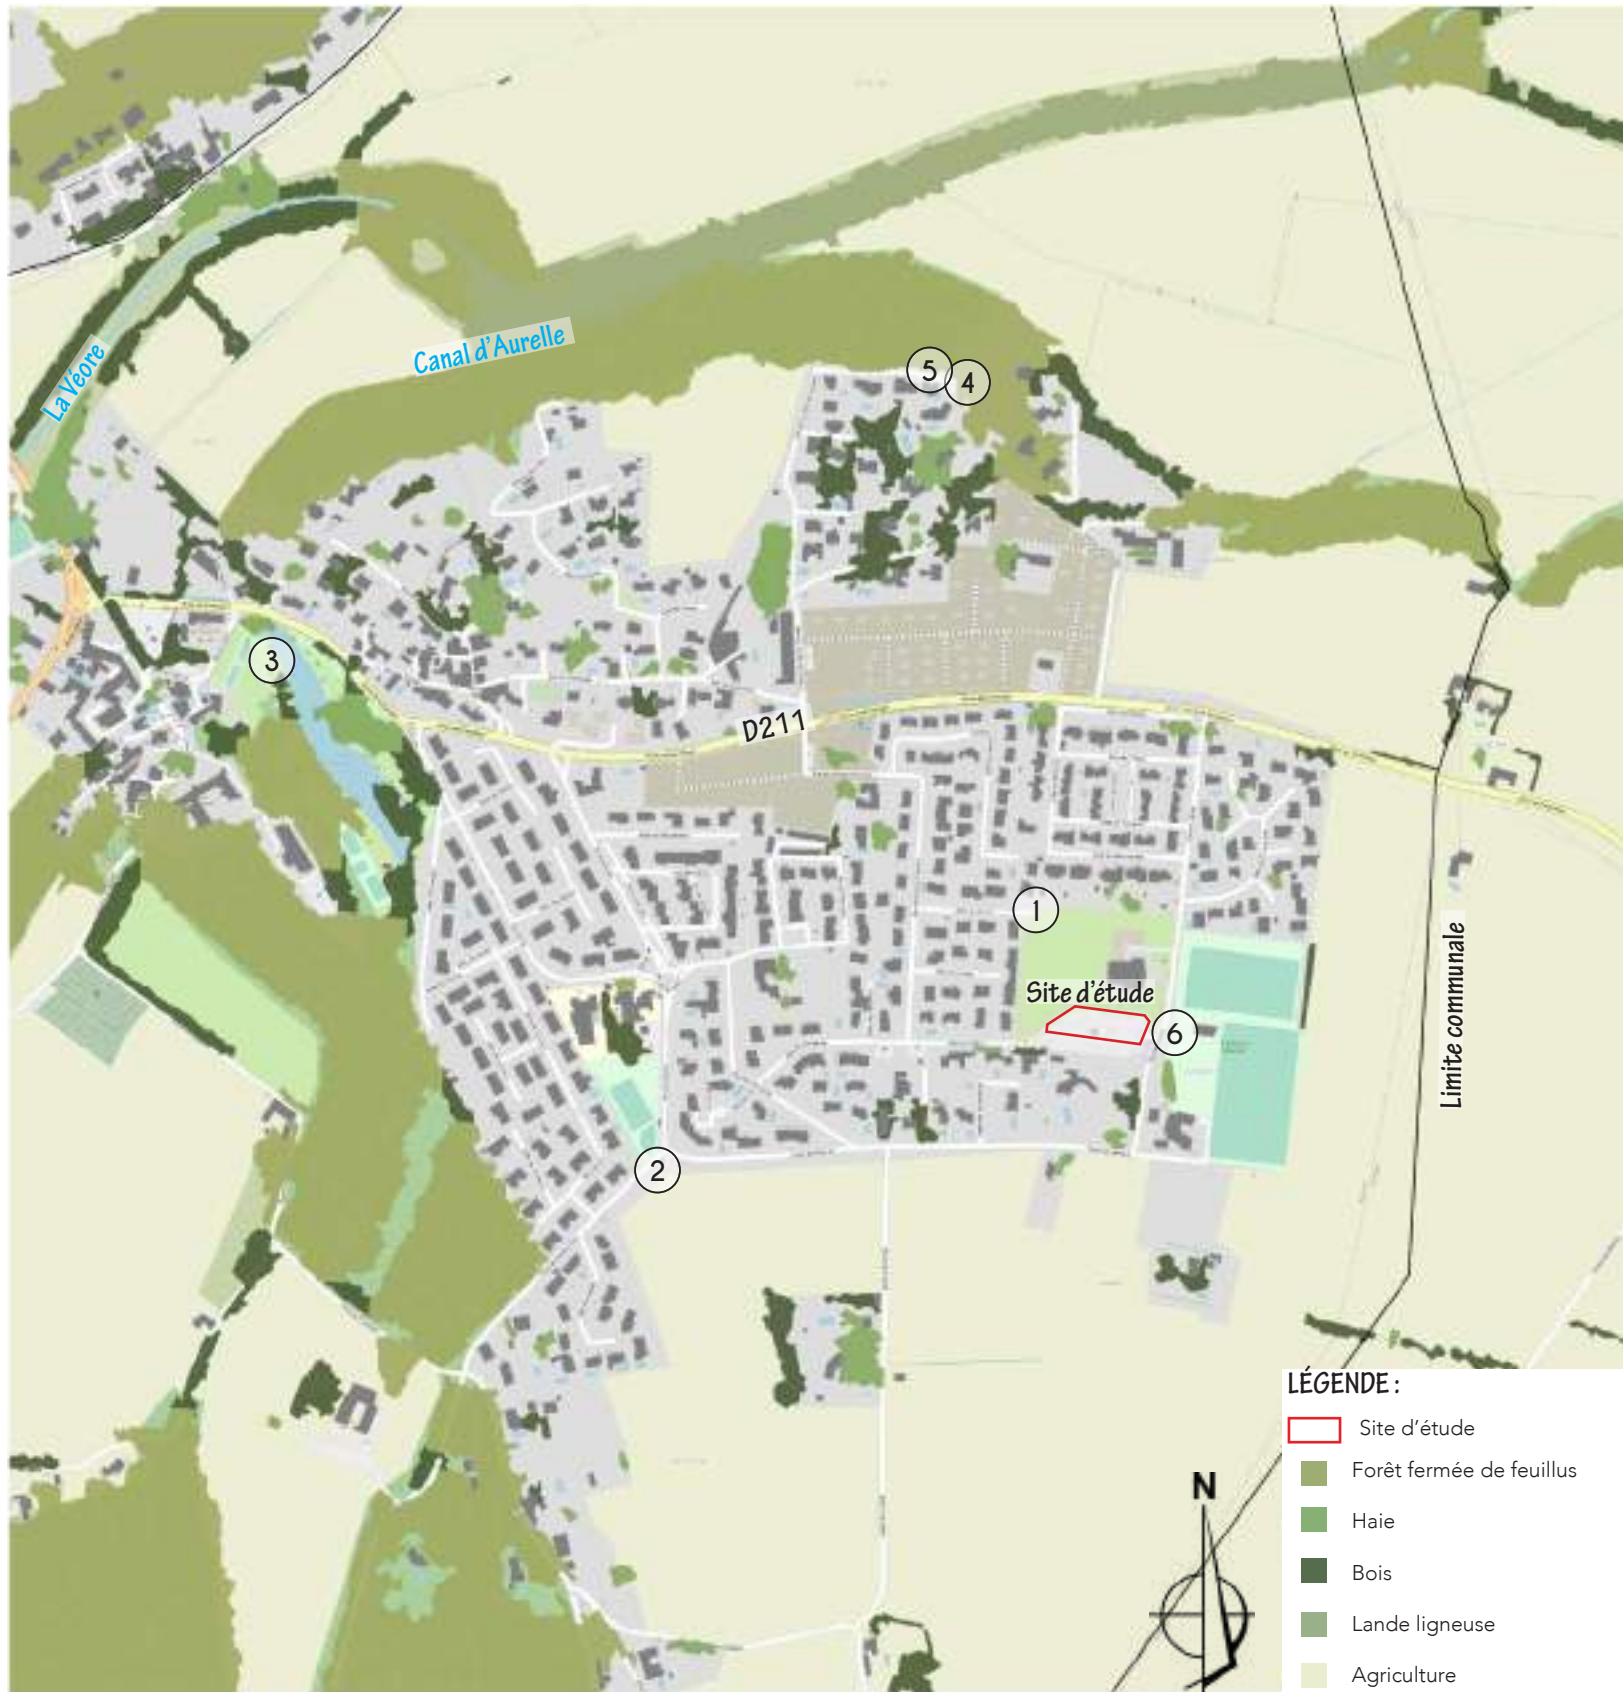 La Véore
Canal d'Aurelle
5
4
3
D211
1
Site d'étude
6
Limite communale
2
N
LÉGENDE :
Site d'étude
Forêt fermée de feuillus
Haie
Bois
Lande ligneuse
Agriculture